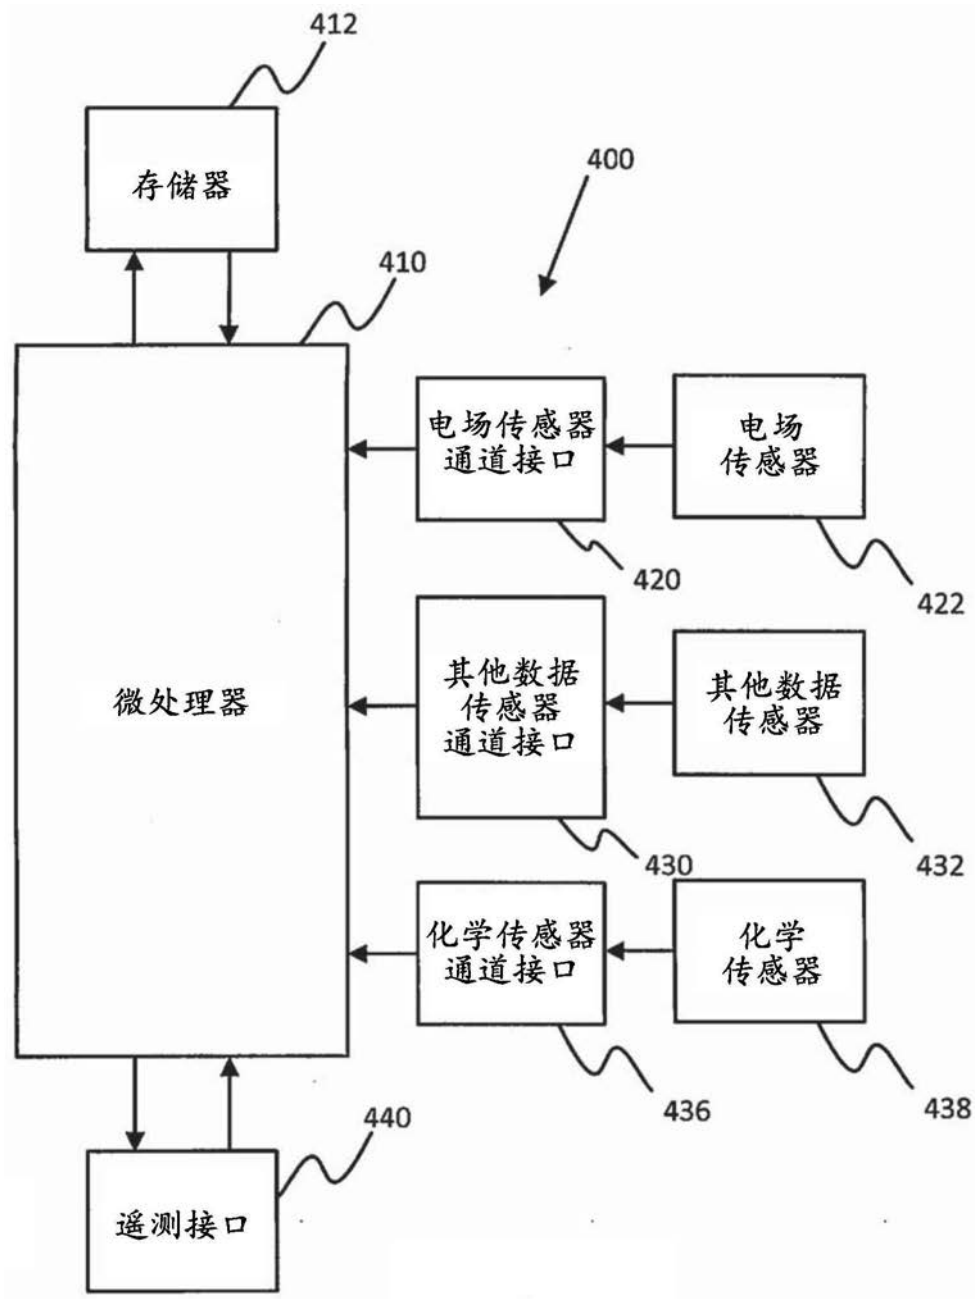 412
存储器
400
410
电场传感器
通道接口
电场
传感器
420
422
微处理器
其他数据
传感器
通道接口
其他数据
传感器
430
432
化学传感器
通道接口
化学
传感器
436
438
440
遥测接口